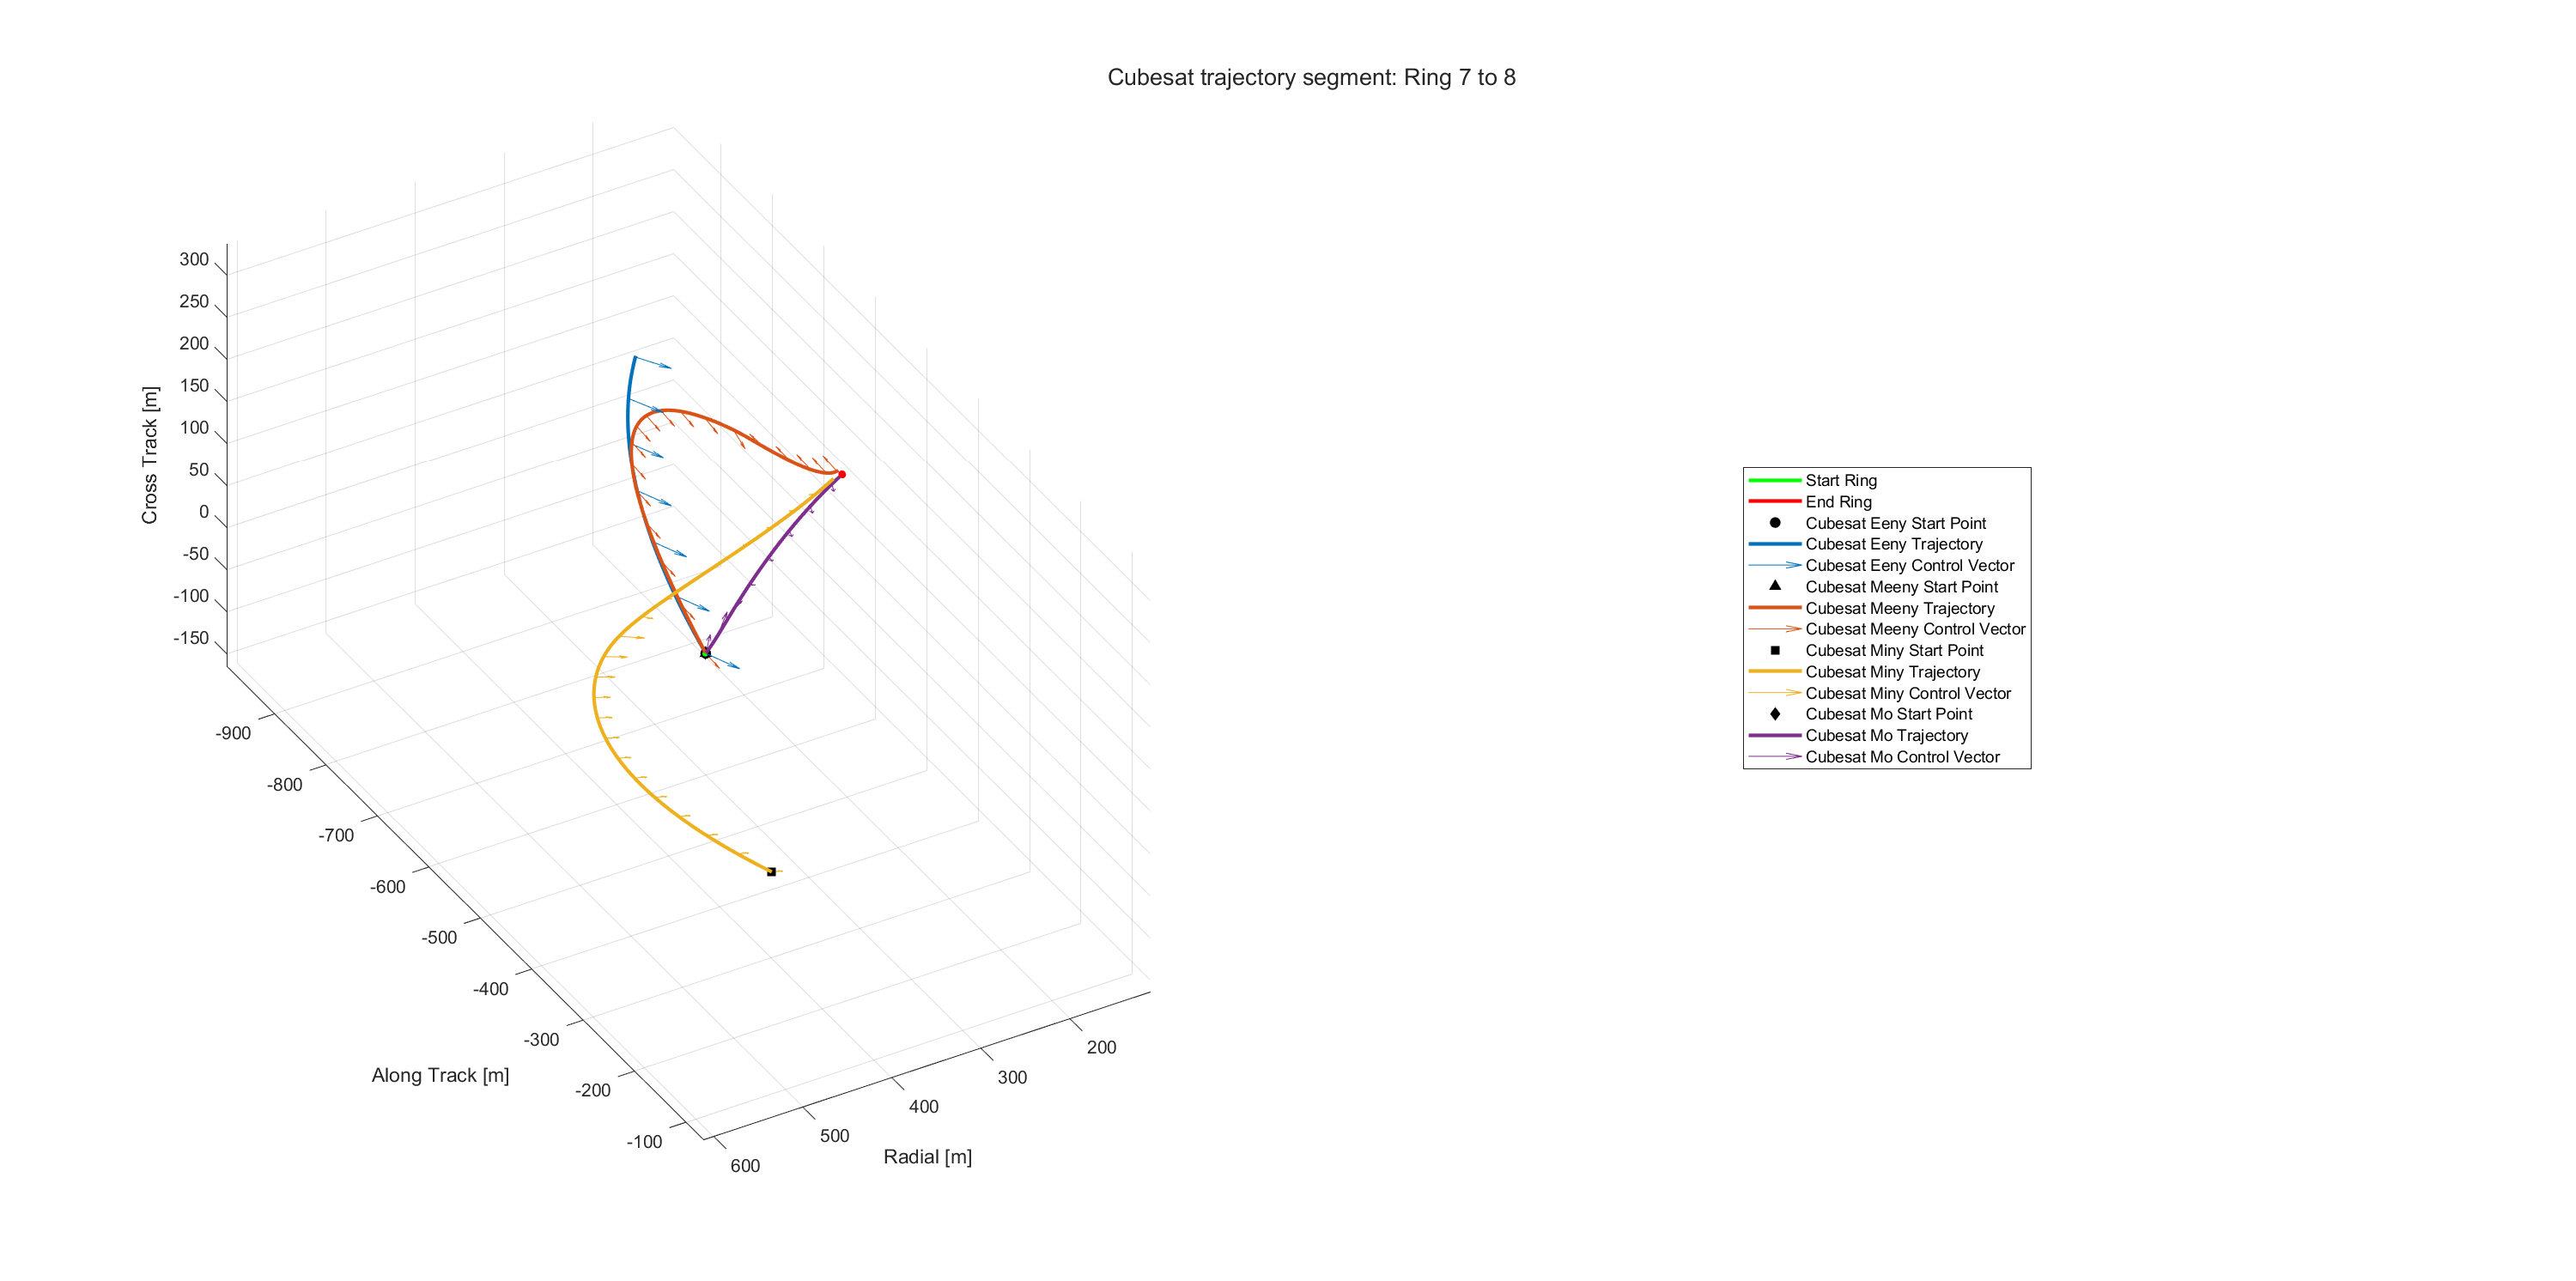 Cubesat trajectory segment: Ring 7 to 8
300
250
200
150
100
50
0
-50
-100
-150
Cross Track [m]
-900
-800
-700
-600
-500
-400
-300
-200
-100
Along Track [m]
200
300
400
500
600
Radial [m]
Start Ring
End Ring
Cubesat Eeny Start Point
Cubesat Eeny Trajectory
Cubesat Eeny Control Vector
Cubesat Meeny Start Point
Cubesat Meeny Trajectory
Cubesat Meeny Control Vector
Cubesat Miny Start Point
Cubesat Miny Trajectory
Cubesat Miny Control Vector
Cubesat Mo Start Point
Cubesat Mo Trajectory
Cubesat Mo Control Vector